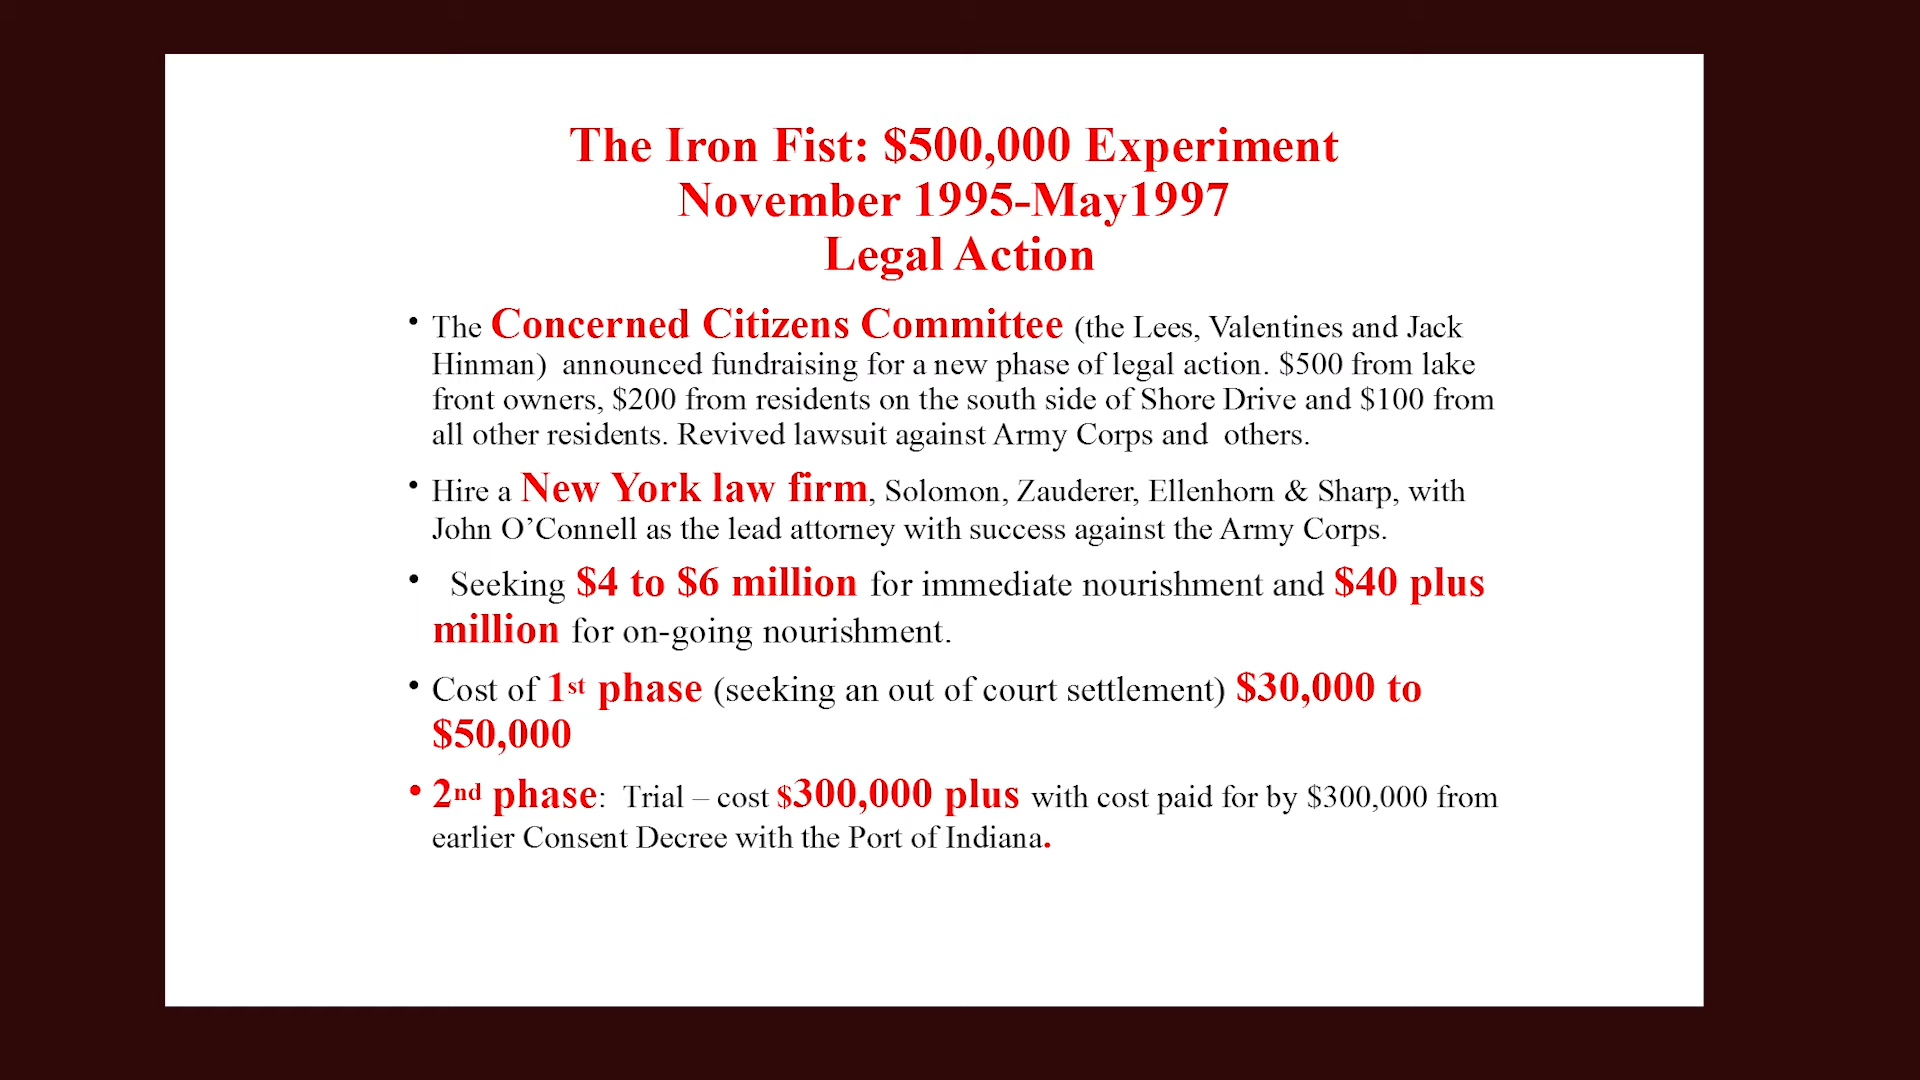 The Iron Fist: $500,000 Experiment
November 1995-May1997
Legal Action
• The Concerned Citizens Committee (the Lees, Valentines and Jack
Hinman)  announced fundraising for a new phase of legal action. $500 from lake
front owners, $200 from residents on the south side of Shore Drive and $100 from
all other residents. Revived lawsuit against Army Corps and  others.
• Hire a New York law firm, Solomon, Zauderer, Ellenhorn & Sharp, with
John O’Connell as the lead attorney with success against the Army Corps.
•   Seeking $4 to $6 million for immediate nourishment and $40 plus
million for on-going nourishment.
• Cost of 1st phase (seeking an out of court settlement) $30,000 to
$50,000
• 2nd phase:  Trial – cost $300,000 plus with cost paid for by $300,000 from
earlier Consent Decree with the Port of Indiana.